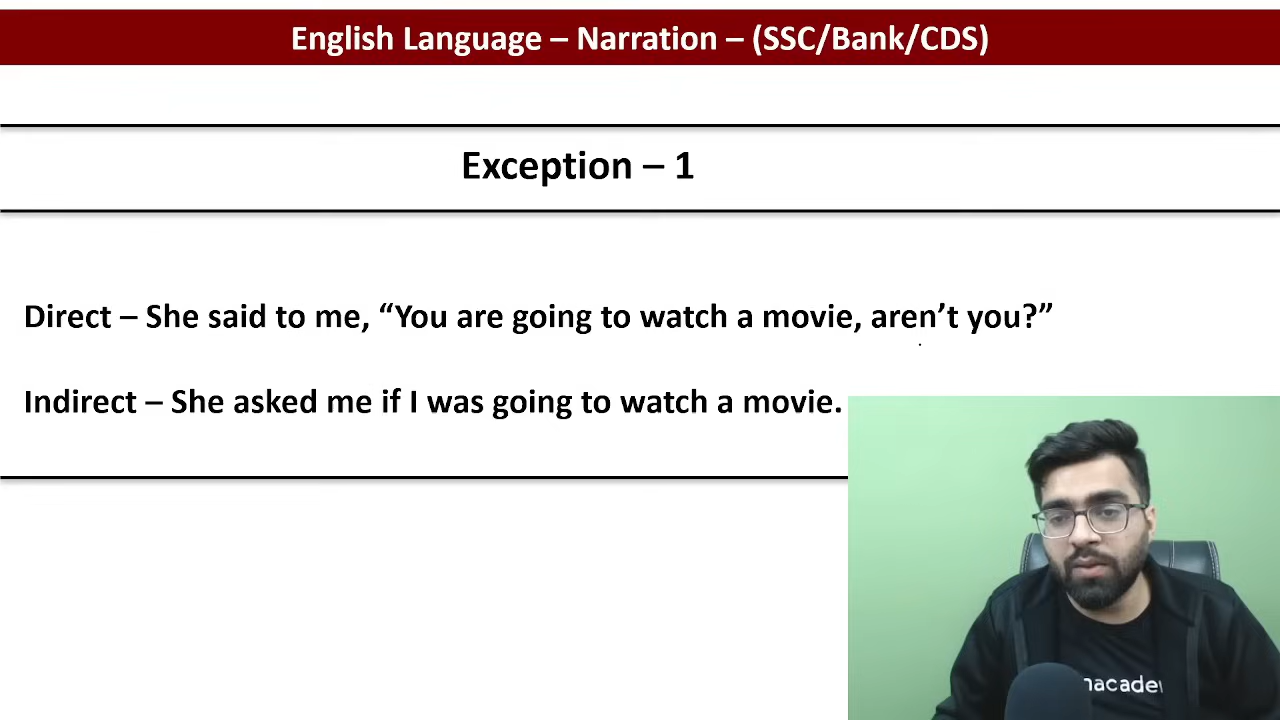 English Language – Narration – (SSC/Bank/CDS)
Exception – 1
Direct – She said to me, “You are going to watch a movie, aren’t you?”
Indirect – She asked me if I was going to watch a movie.